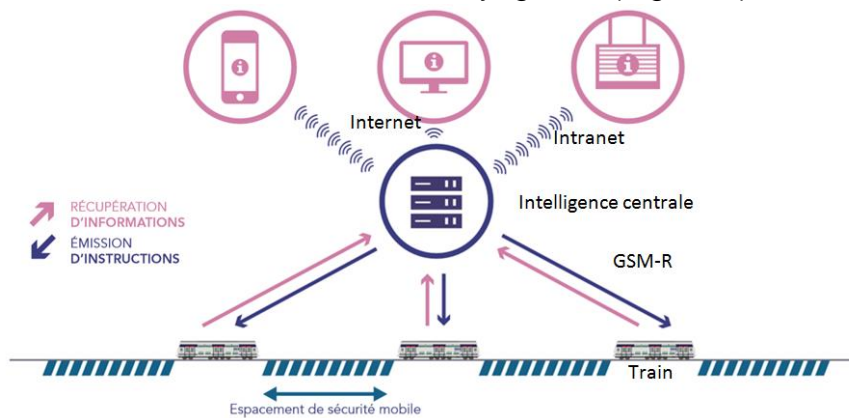 Internet
Intranet
Intelligence centrale
RÉCUPÉRATION
D'INFORMATIONS
ÉMISSION
D'INSTRUCTIONS
GSM-R
Train
Espacement de sécurité mobile